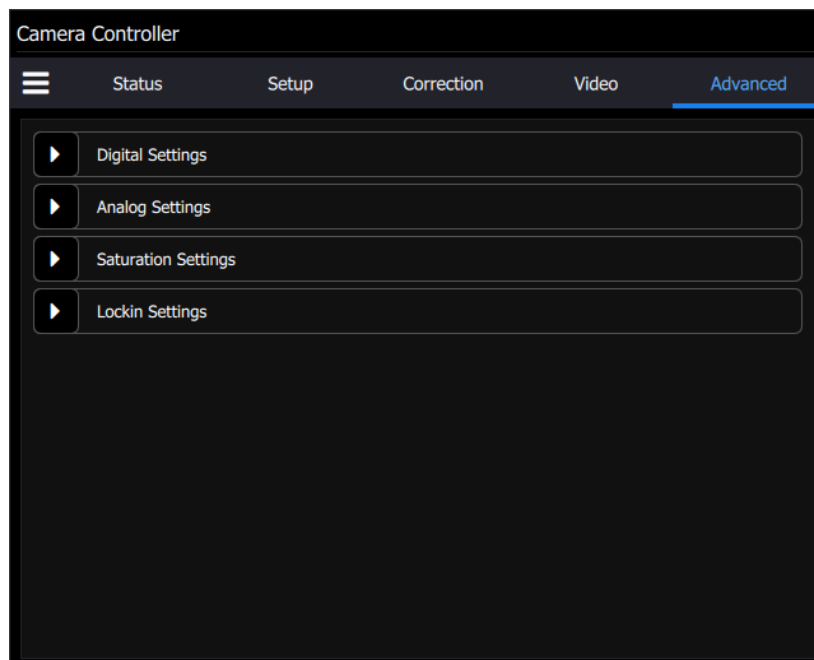 Camera Controller
Status Setup Correction Video Advanced
Digital Settings
Analog Settings
Saturation Settings
Lockin Settings